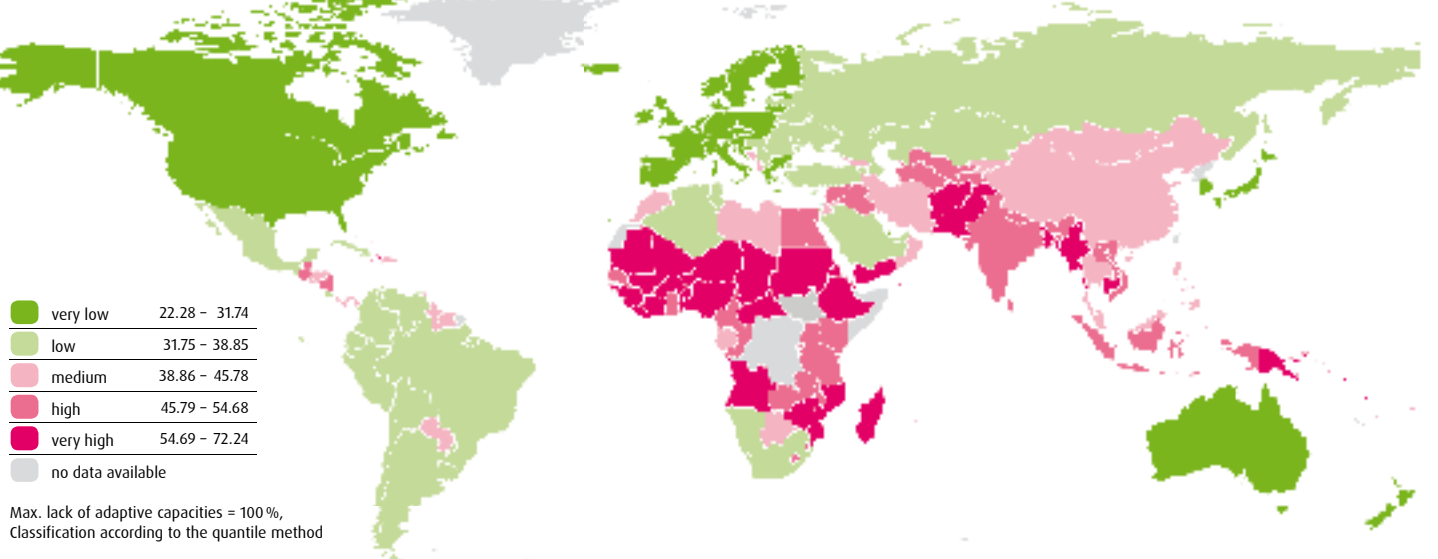 very low 22.28 – 31.74
low 31.75 – 38.85
medium 38.86 – 45.78
high 45.79 – 54.68
very high 54.69 – 72.24
no data available
Max. lack of adaptive capacities = 100 %,
Classification according to the quantile method